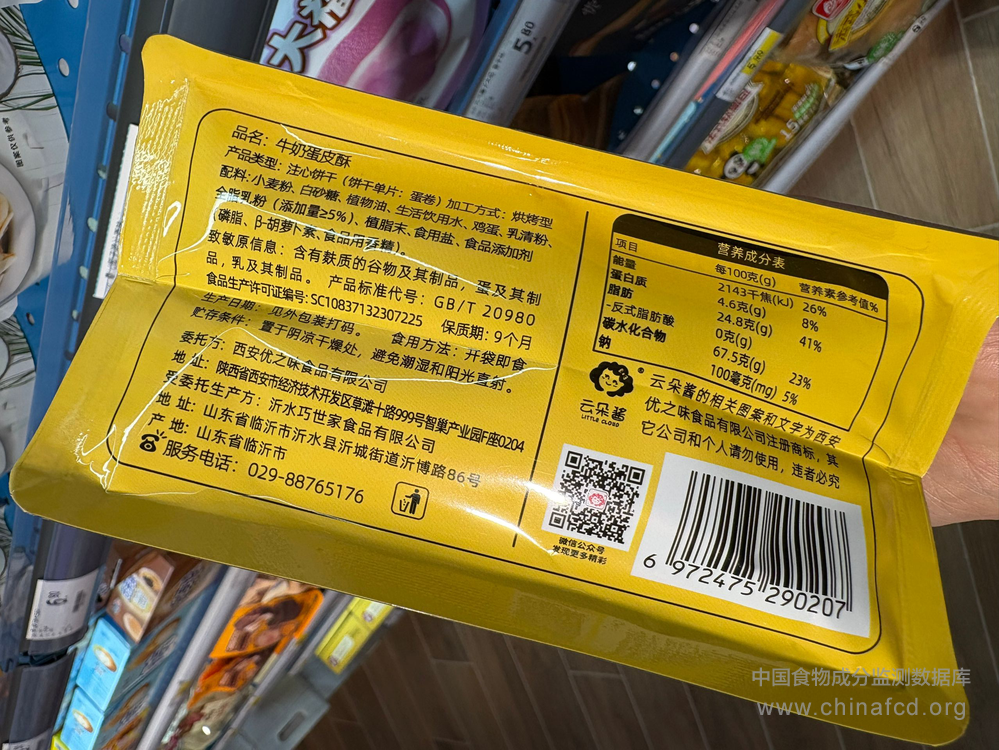 大
5.80
品名：牛奶蛋皮酥
产品类型：注心饼干（饼干单片：蛋卷）加工方式：烘烤型
配料：小麦粉、白砂糖、植物油、生活饮用水、鸡蛋、乳清粉、
全脂乳粉（添加量≥5%）、植脂末、食用盐、食品添加剂
（磷脂、β-胡萝卜素、食品用香精）。
致敏原信息：含有麸质的谷物及其制品，蛋及其制
品，乳及其制品。 产品标准代号：GB/T 20980
食品生产许可证编号：SC10837132307225 保质期：9个月
生产日期：见外包装打码。 食用方法：开袋即食
贮存条件：置于阴凉干燥处，避免潮湿和阳光直射。
委托方：西安优之味食品有限公司
地 址：陕西省西安市经济技术开发区草滩十路999号智巢产业园F座0204
受委托生产方：沂水巧世家食品有限公司
地 址：山东省临沂市沂水县沂城街道沂博路86号
产 地：山东省临沂市
服务电话：029-88765176
营养成分表
项目 每100克(g) 营养素参考值%
能量 2143千焦(kJ) 26%
蛋白质 4.6克(g) 8%
脂肪 24.8克(g) 41%
-反式脂肪酸 0克(g)
碳水化合物 67.5克(g) 23%
钠 100毫克(mg) 5%
云朵酱
LITTLE CLOUD
云朵酱的相关图案和文字为西安
优之味食品有限公司注册商标，其
它公司和个人请勿使用，违者必究
微信公众号
发现更多精彩
6 972475 290207
中国食物成分监测数据库
www.chinafcd.org